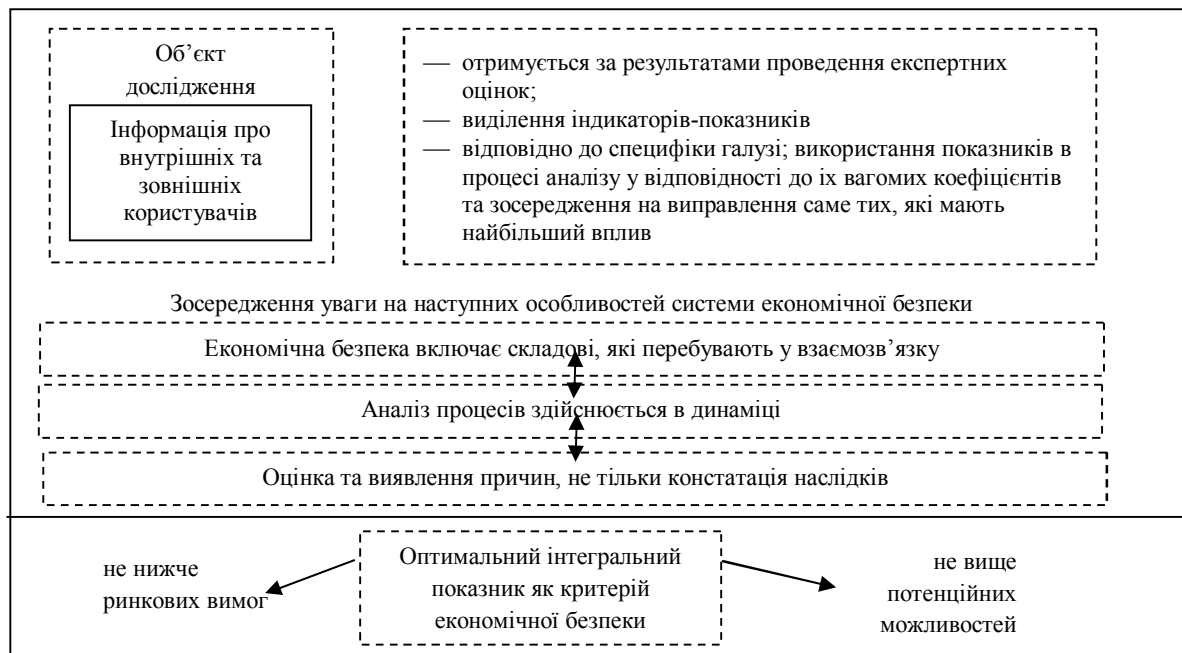 Об’єкт
дослідження
Інформація про
внутрішніх та
зовнішніх
користувачів
— отримується за результатами проведення експертних
оцінок;
— виділення індикаторів-показників
— відповідно до специфіки галузі; використання показників в
процесі аналізу у відповідності до їх вагомих коефіцієнтів
та зосередження на виправлення саме тих, які мають
найбільший вплив
Зосередження уваги на наступних особливостей системи економічної безпеки
Економічна безпека включає складові, які перебувають у взаємозв’язку
Аналіз процесів здійснюється в динаміці
Оцінка та виявлення причин, не тільки констатація наслідків
не нижче
ринкових вимог
Оптимальний інтегральний
показник як критерій
економічної безпеки
не вище
потенційних
можливостей